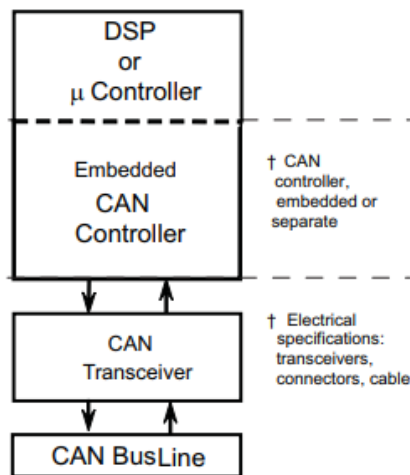 DSP
or
μ Controller
Embedded
CAN
Controller
† CAN
controller,
embedded or
separate
CAN
Transceiver
† Electrical
specifications:
transceivers,
connectors, cable
CAN BusLine